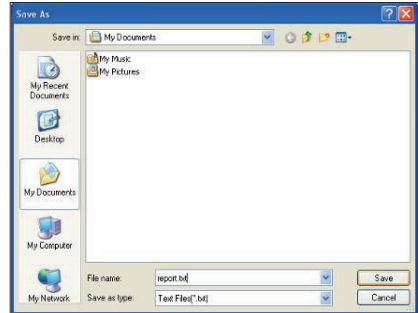 Save As
Save in: My Documents
My Music
My Pictures
My Recent
Documents
Desktop
My Documents
My Computer
My Network
File name: report.txt Save
Save as type: Text Files(*.txt) Cancel